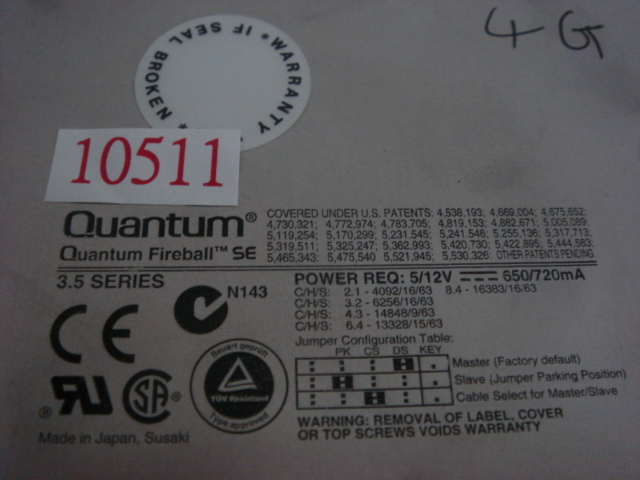 4 G
WARRANTY * IF SEAL BROKEN *
10511
Quantum®
Quantum Fireball™ SE
COVERED UNDER U.S. PATENTS: 4,538,193; 4,669,004; 4,675,652;
4,730,321; 4,772,974; 4,783,705; 4,819,153; 4,882,671; 5,005,089;
5,119,254; 5,170,299; 5,231,545; 5,241,546; 5,255,136; 5,317,713;
5,319,511; 5,325,247; 5,362,993; 5,420,730; 5,422,895; 5,444,583;
5,465,343; 5,475,540; 5,521,945; 5,530,326; OTHER PATENTS PENDING
3.5 SERIES
N143
POWER REQ: 5/12V 650/720mA
C/H/S: 2.1 - 4092/16/63 8.4 - 16383/16/63
C/H/S: 3.2 - 6256/16/63
C/H/S: 4.3 - 14848/9/63
C/H/S: 6.4 - 13328/15/63
CE
Jumper Configuration Table:
PK CS DS KEY
Master (Factory default)
Slave (Jumper Parking Position)
Cable Select for Master/Slave
Bauart geprüft
TÜV Rheinland
Type approved
RU ®
SA ®
WARNING: REMOVAL OF LABEL, COVER
OR TOP SCREWS VOIDS WARRANTY
Made in Japan, Susaki